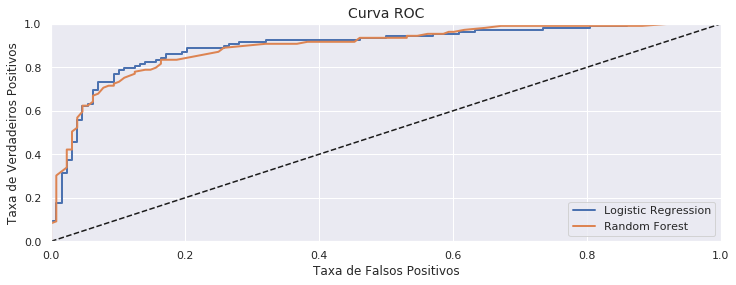 Curva ROC
Taxa de Verdadeiros Positivos
1.0
0.8
0.6
0.4
0.2
0.0
0.0 0.2 0.4 0.6 0.8 1.0
Taxa de Falsos Positivos
Logistic Regression
Random Forest